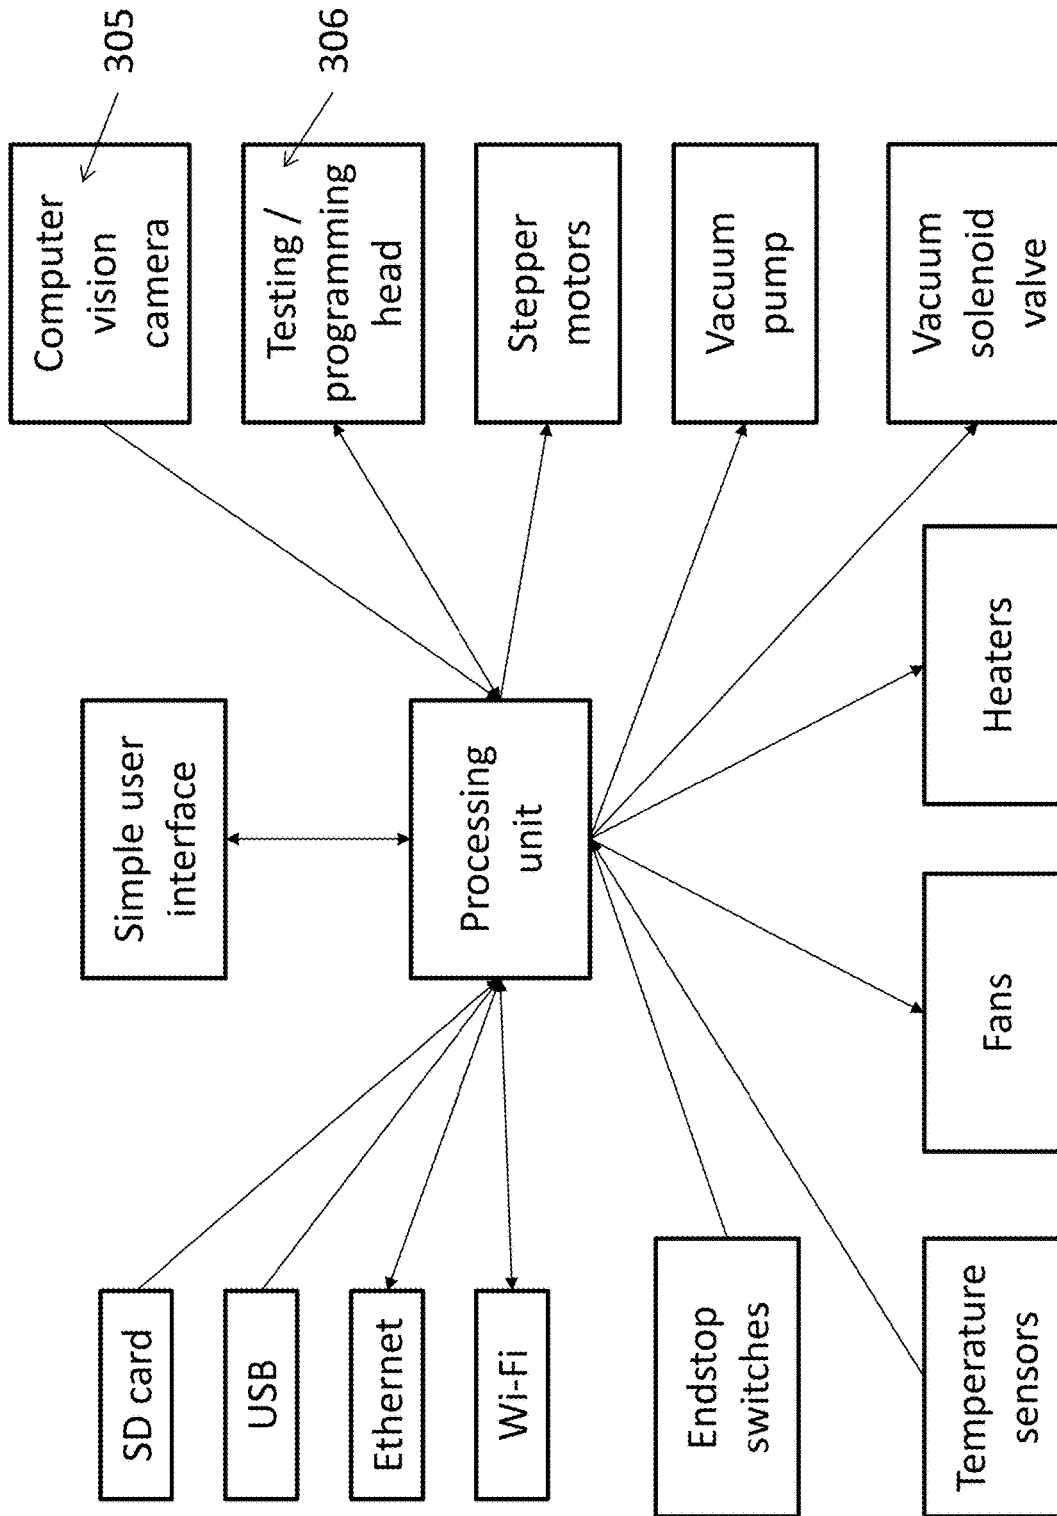 SD card
USB
Ethernet
Wi-Fi
Endstop
switches
Temperature
sensors
Simple user
interface
Processing
unit
Fans
Heaters
Computer
vision
camera
305
Testing /
programming
head
306
Stepper
motors
Vacuum
pump
Vacuum
solenoid
valve